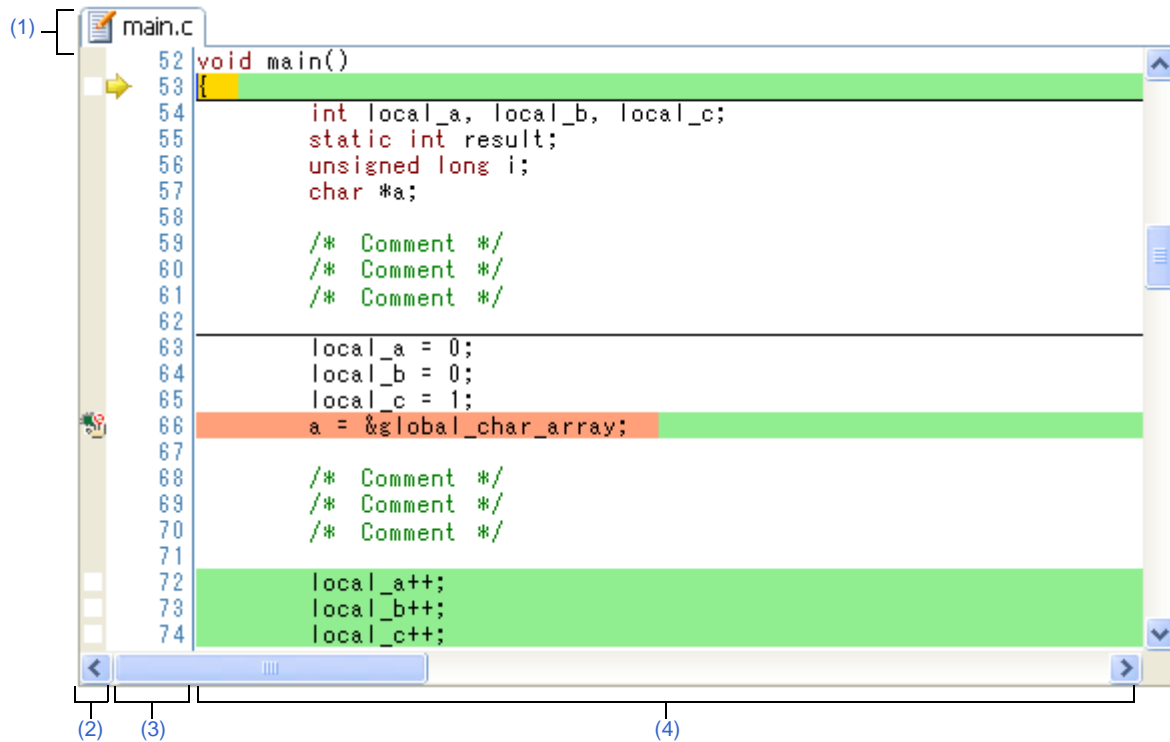 (1)
main.c
52 void main()
53 {
54 int local_a, local_b, local_c;
55 static int result;
56 unsigned long i;
57 char *a;
58
59 /* Comment */
60 /* Comment */
61 /* Comment */
62
63 local_a = 0;
64 local_b = 0;
65 local_c = 1;
66 a = &global_char_array;
67
68 /* Comment */
69 /* Comment */
70 /* Comment */
71
72 local_a++;
73 local_b++;
74 local_c++;
(2) (3) (4)